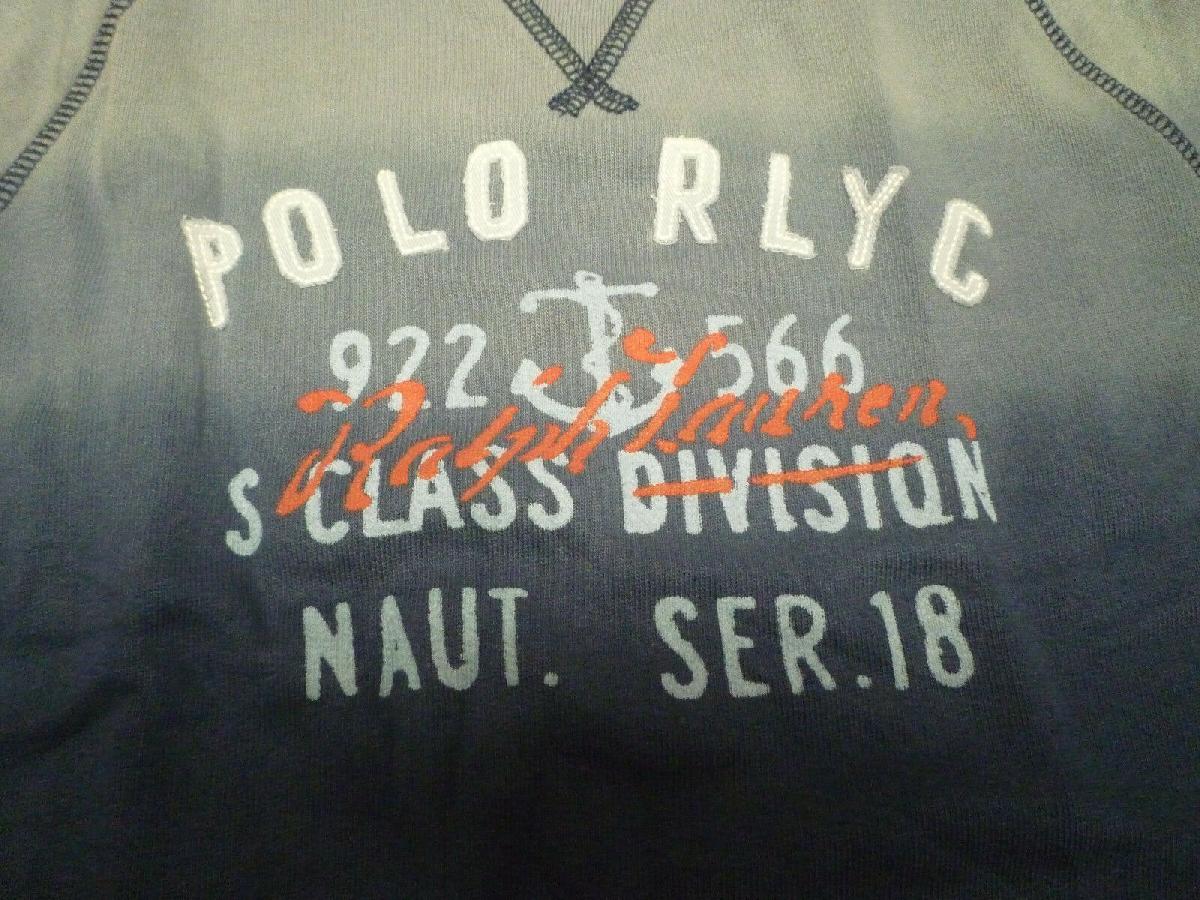 POLO RLYC
922 566
Ralph Lauren
S CLASS DIVISION
NAUT. SER.18